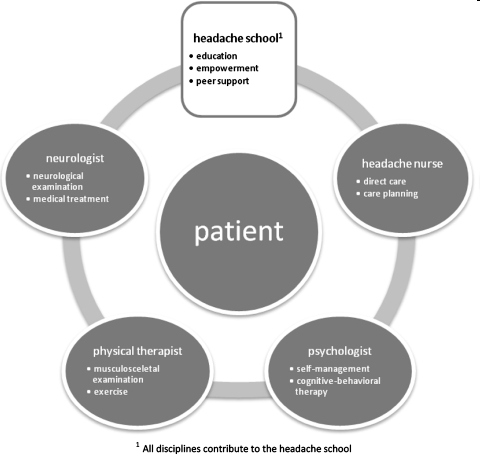 headache school¹
• education
• empowerment
• peer support
neurologist
• neurological
examination
• medical treatment
headache nurse
• direct care
• care planning
patient
physical therapist
• musculosceletal
examination
• exercise
psychologist
• self-management
• cognitive-behavioral
therapy
¹ All disciplines contribute to the headache school